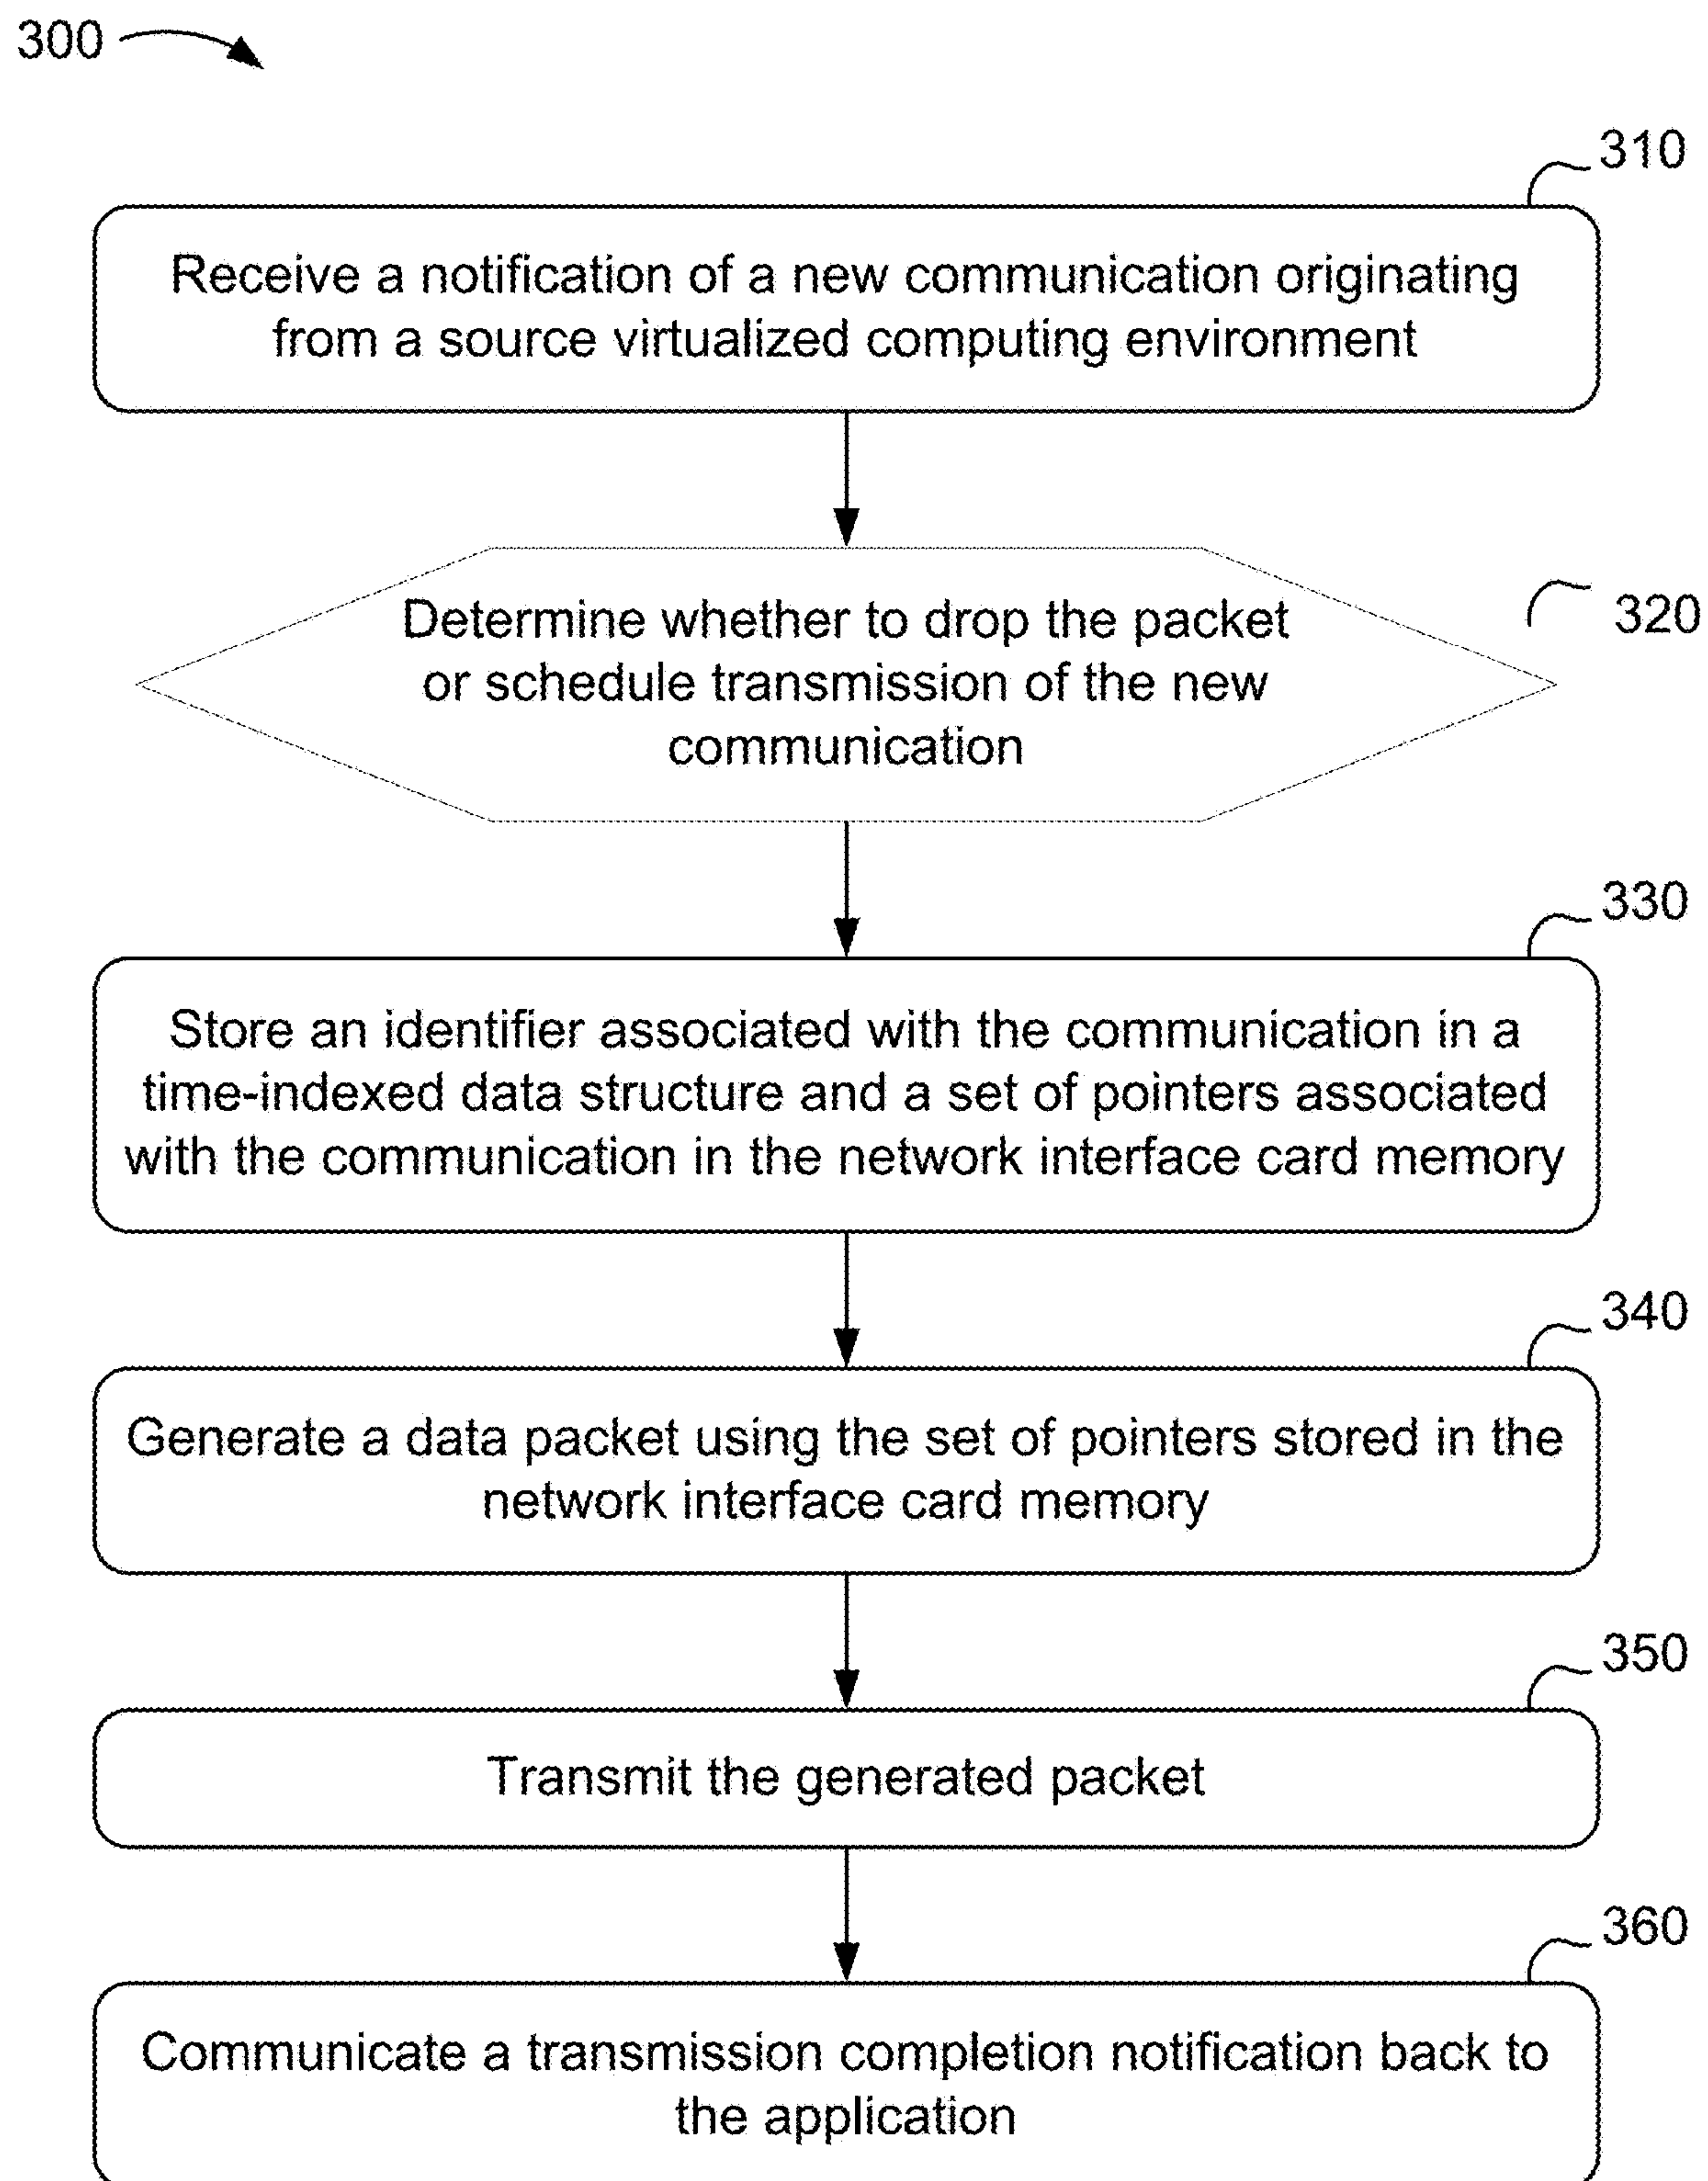 300
310
Receive a notification of a new communication originating
from a source virtualized computing environment
320
Determine whether to drop the packet
or schedule transmission of the new
communication
330
Store an identifier associated with the communication in a
time-indexed data structure and a set of pointers associated
with the communication in the network interface card memory
340
Generate a data packet using the set of pointers stored in the
network interface card memory
350
Transmit the generated packet
360
Communicate a transmission completion notification back to
the application